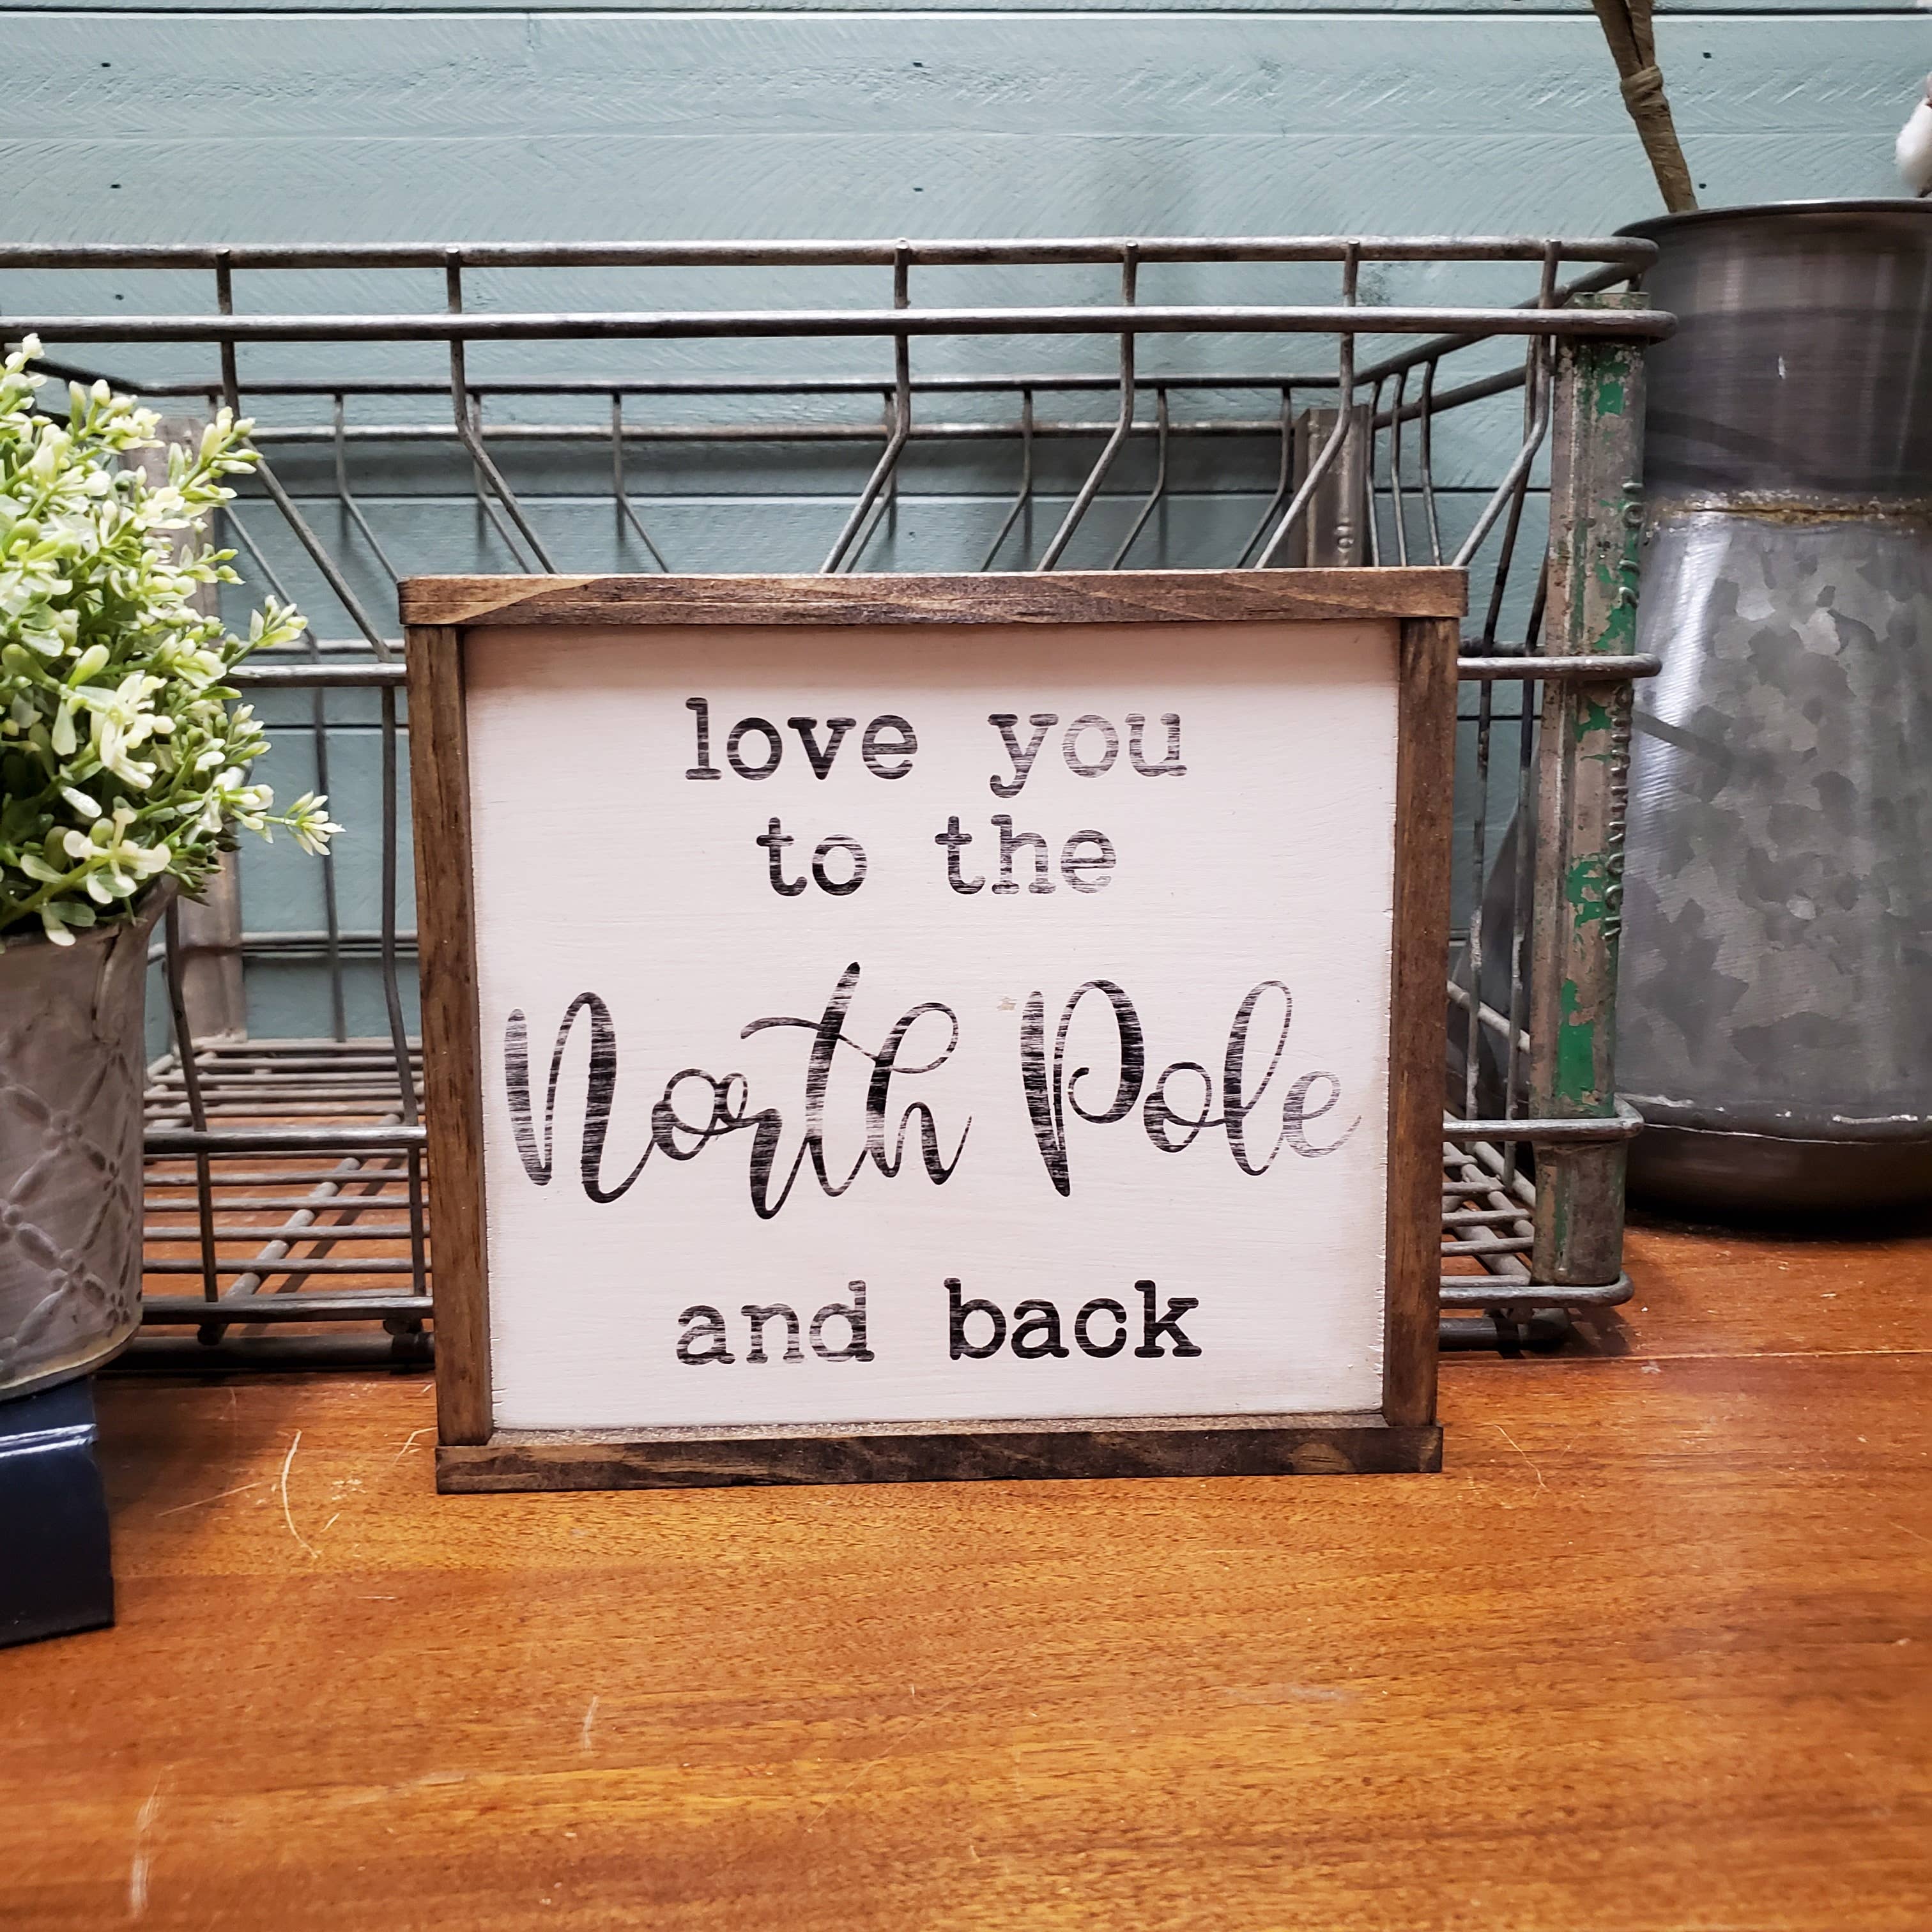 love you
to the
North Pole
and back